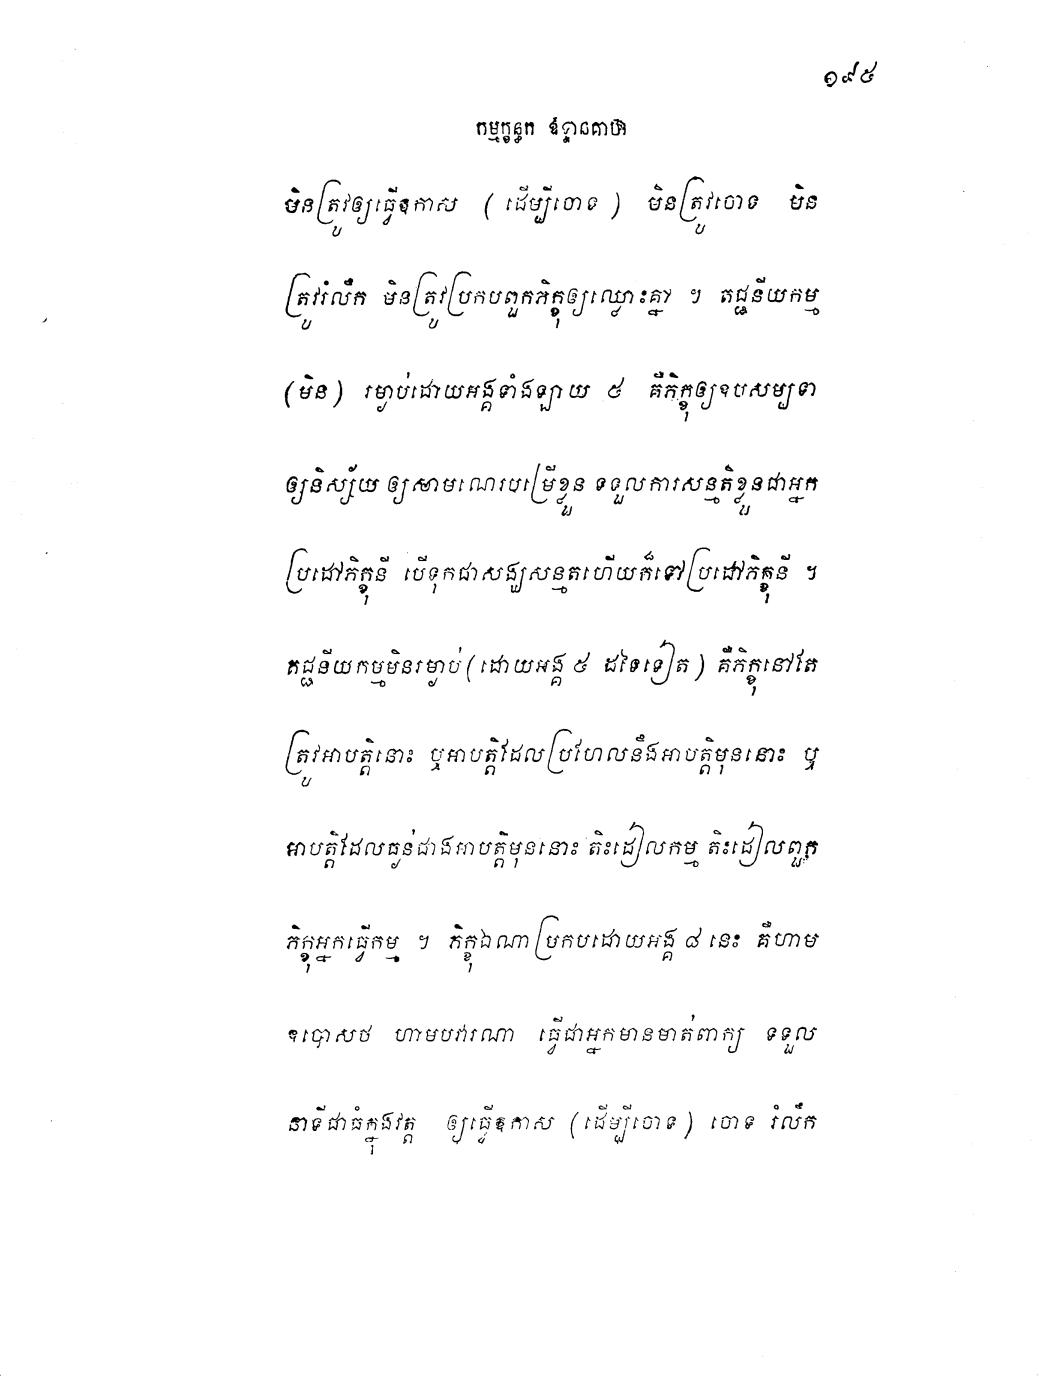 ១៩៥
កម្មក្ខន្ធក ឧទ្ទានគាថា
មិនត្រូវឲ្យធ្វើឱកាស ( ដើម្បីចោទ ) មិនត្រូវចោទ មិន
ត្រូវរំលឹក មិនត្រូវប្រកបពួកភិក្ខុឲ្យឈ្លោះគ្នា ។ តជ្ជនីយកម្ម
(មិន) រម្ងាប់ដោយអង្គទាំងឡាយ ៥ គឺភិក្ខុឲ្យឧបសម្បទា
ឲ្យនិស្ស័យ ឲ្យសាមណេរបម្រើខ្លួន ទទួលការសន្មតិខ្លួនជាអ្នក
ប្រដៅភិក្ខុនី បើទុកជាសង្ឃសន្មតហើយក៏ទៅប្រដៅភិក្ខុនី ។
តជ្ជនីយកម្មមិនរម្ងាប់ (ដោយអង្គ ៥ ដទៃទៀត) គឺភិក្ខុនៅតែ
ត្រូវអាបត្តិនោះ ឬអាបត្តិដែលប្រហែលនឹងអាបត្តិមុននោះ ឬ
អាបត្តិដែលធ្ងន់ជាងអាបត្តិមុននោះ តិះដៀលកម្ម តិះដៀលពួក
ភិក្ខុអ្នកធ្វើកម្ម ។ ភិក្ខុឯណាប្រកបដោយអង្គ ៨ នេះ គឺហាម
ឧបោសថ ហាមបវារណា ធ្វើជាអ្នកមានមាត់ពាក្យ ទទួល
នាទីជាធំក្នុងវត្ត ឲ្យធ្វើឱកាស (ដើម្បីចោទ) ចោទ រំលឹក